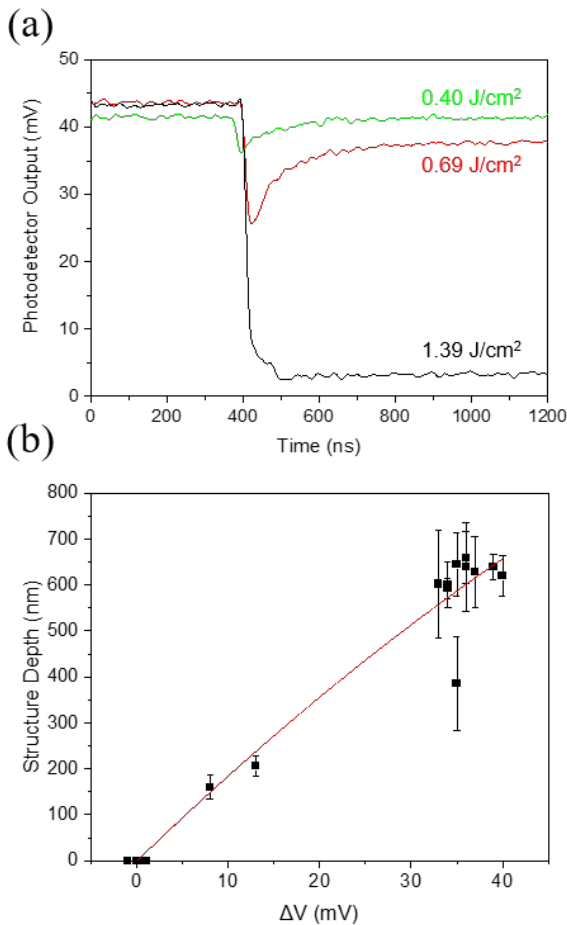 (a)
50
40
30
20
10
0
Photodetector Output (mV)
0.40 J/cm²
0.69 J/cm²
1.39 J/cm²
0 200 400 600 800 1000 1200
Time (ns)
(b)
800
700
600
500
400
300
200
100
0
Structure Depth (nm)
0 10 20 30 40
ΔV (mV)